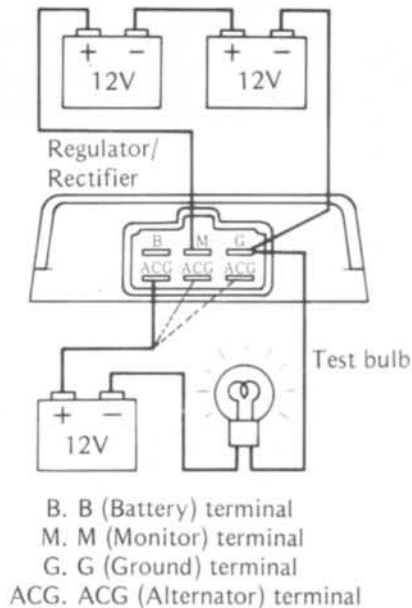 + − + −
12V 12V
Regulator/
Rectifier
B M G
ACG ACG ACG
Test bulb
+ −
12V
B. B (Battery) terminal
M. M (Monitor) terminal
G. G (Ground) terminal
ACG. ACG (Alternator) terminal